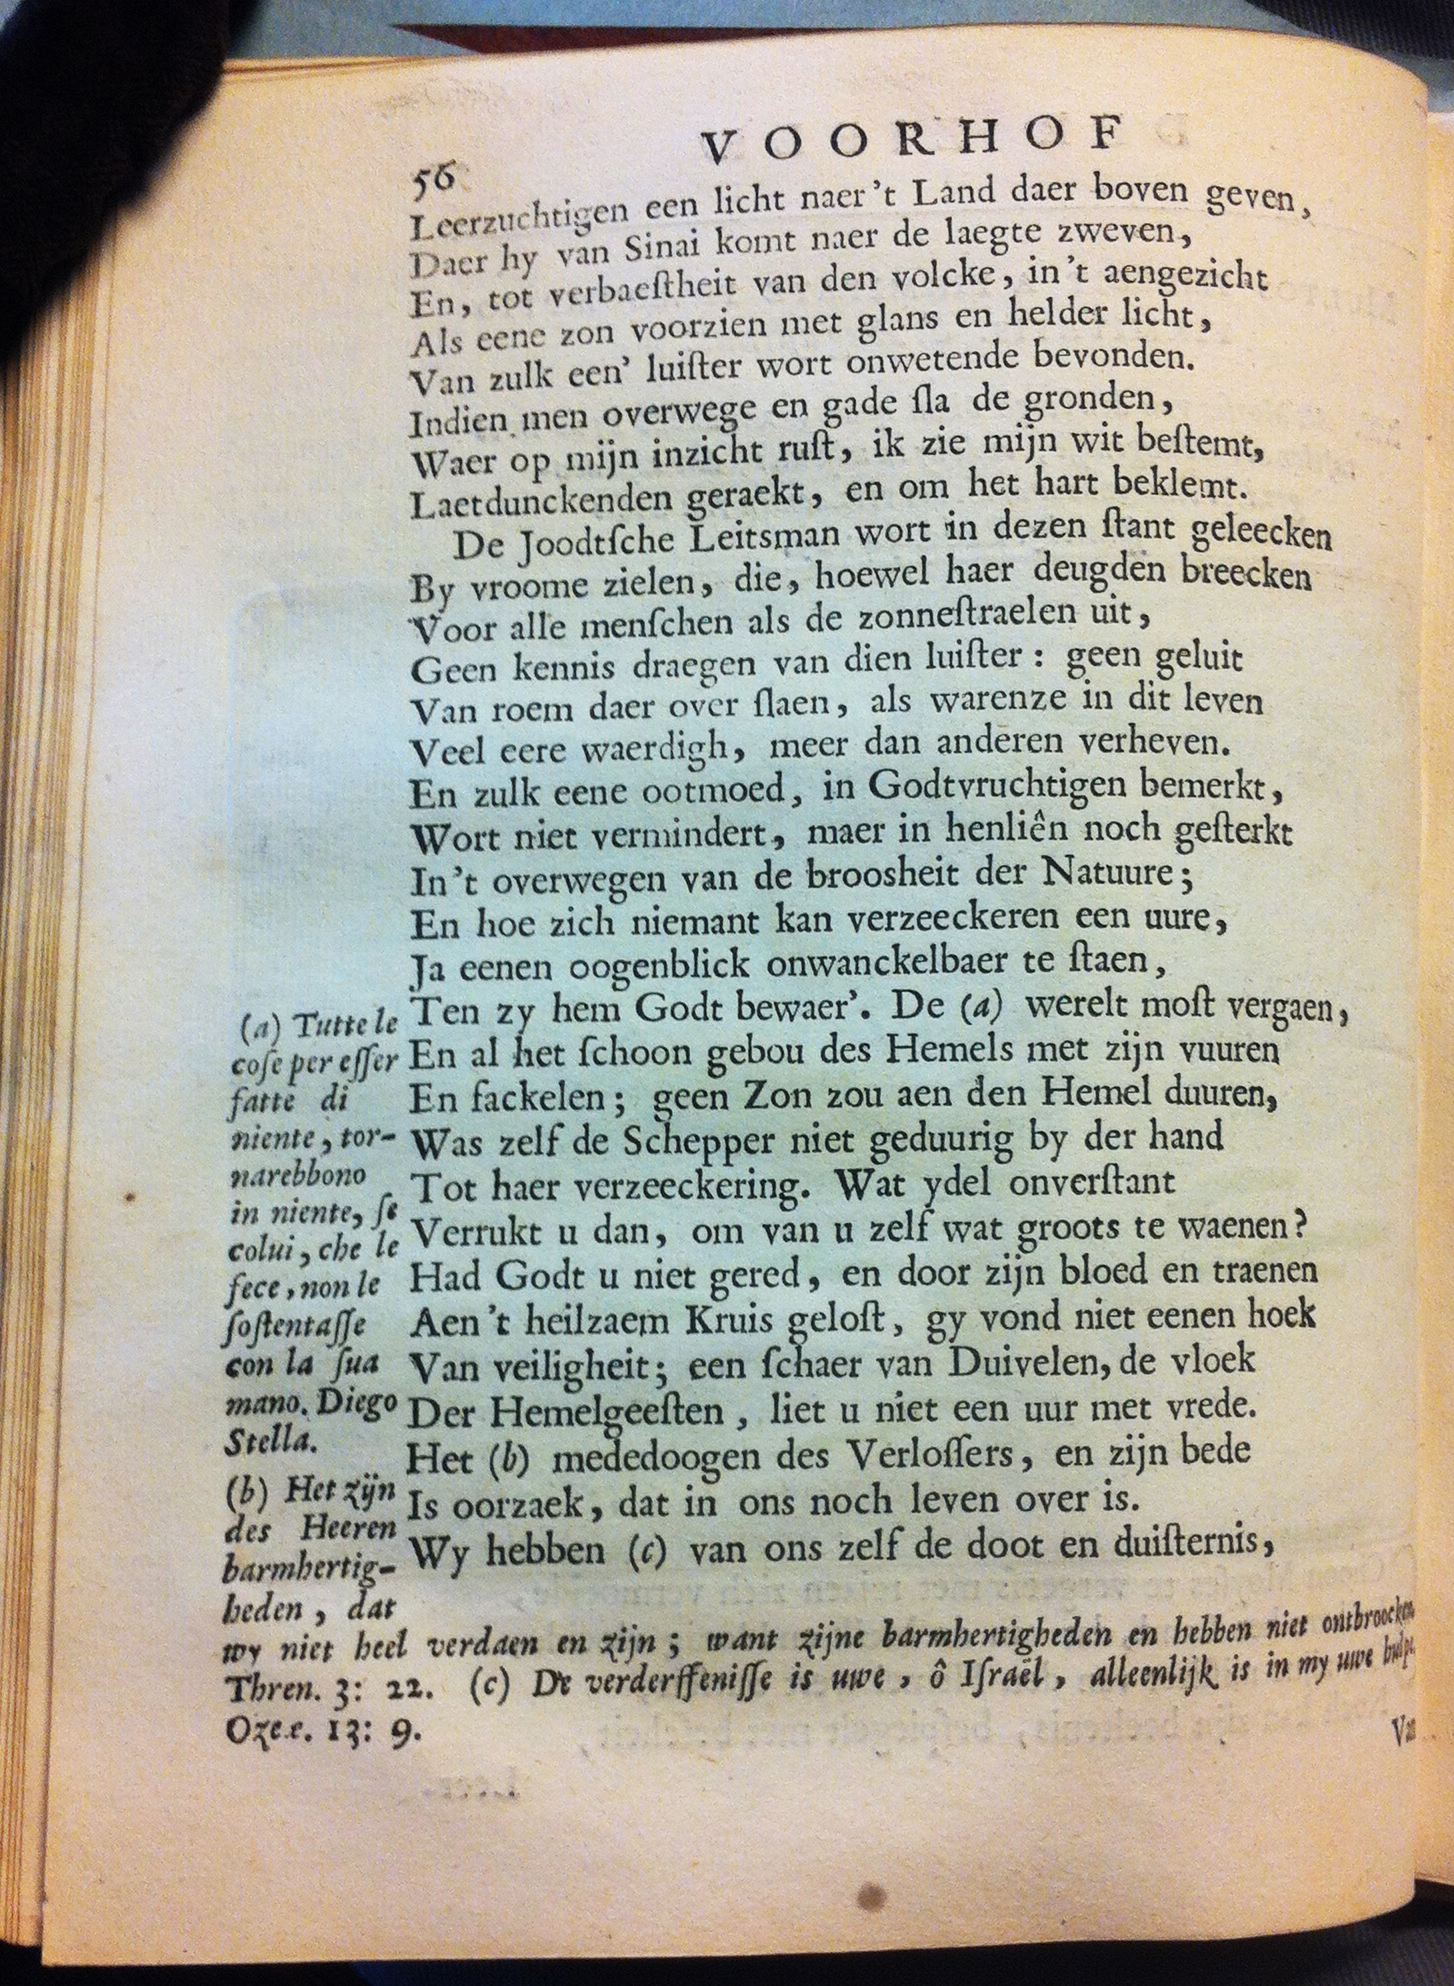 56
VOORHOF
Leerzuchtigen een licht naer 't Land daer boven geven,
Daer hy van Sinai komt naer de laegte zweven,
En, tot verbaeſtheit van den volcke, in 't aengezicht
Als eene zon voorzien met glans en helder licht,
Van zulk een' luiſter wort onwetende bevonden.
Indien men overwege en gade ſla de gronden,
Waer op mijn inzicht ruſt, ik zie mijn wit beſtemt,
Laetdunckenden geraekt, en om het hart beklemt.
De Joodtſche Leitsman wort in dezen ſtant geleecken
By vroome zielen, die, hoewel haer deugden breecken
Voor alle menſchen als de zonneſtraelen uit,
Geen kennis draegen van dien luiſter: geen geluit
Van roem daer over ſlaen, als warenze in dit leven
Veel eere waerdigh, meer dan anderen verheven.
En zulk eene ootmoed, in Godtvruchtigen bemerkt,
Wort niet vermindert, maer in henliên noch geſterkt
In 't overwegen van de broosheit der Natuure;
En hoe zich niemant kan verzeeckeren een uure,
Ja eenen oogenblick onwanckelbaer te ſtaen,
Ten zy hem Godt bewaer'. De (a) werelt moſt vergaen,
En al het ſchoon gebou des Hemels met zijn vuuren
En fackelen; geen Zon zou aen den Hemel duuren,
Was zelf de Schepper niet geduurig by der hand
Tot haer verzeeckering. Wat ydel onverſtant
Verrukt u dan, om van u zelf wat groots te waenen?
Had Godt u niet gered, en door zijn bloed en traenen
Aen 't heilzaem Kruis geloſt, gy vond niet eenen hoek
Van veiligheit; een ſchaer van Duivelen, de vloek
Der Hemelgeeſten, liet u niet een uur met vrede.
Het (b) mededoogen des Verloſſers, en zijn bede
Is oorzaek, dat in ons noch leven over is.
Wy hebben (c) van ons zelf de doot en duiſternis,
(a) Tutte le
coſe per eſſer
fatte di
niente, tor-
narebbono
in niente, ſe
colui, che le
fece, non le
ſoſtentaſſe
con la ſua
mano. Diego
Stella.
(b) Het zijn
des Heeren
barmhertig-
heden, dat
wy niet heel verdaen en zijn; want zijne barmhertigheden en hebben niet ontbroocken
Thren. 3: 22. (c) De verderffeniſſe is uwe, ô Iſraël, alleenlijk is in my uwe hulpe.
Ozee. 13: 9.
Van